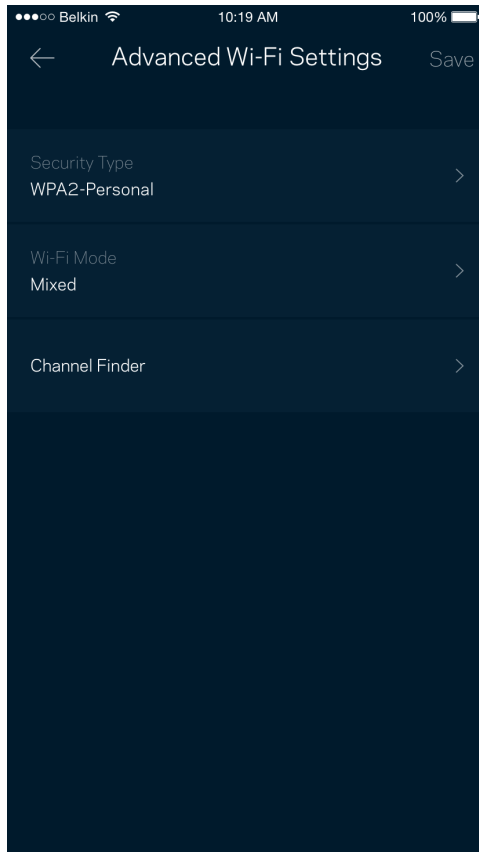 Belkin 10:19 AM 100%
Advanced Wi-Fi Settings Save
Security Type
WPA2-Personal
Wi-Fi Mode
Mixed
Channel Finder